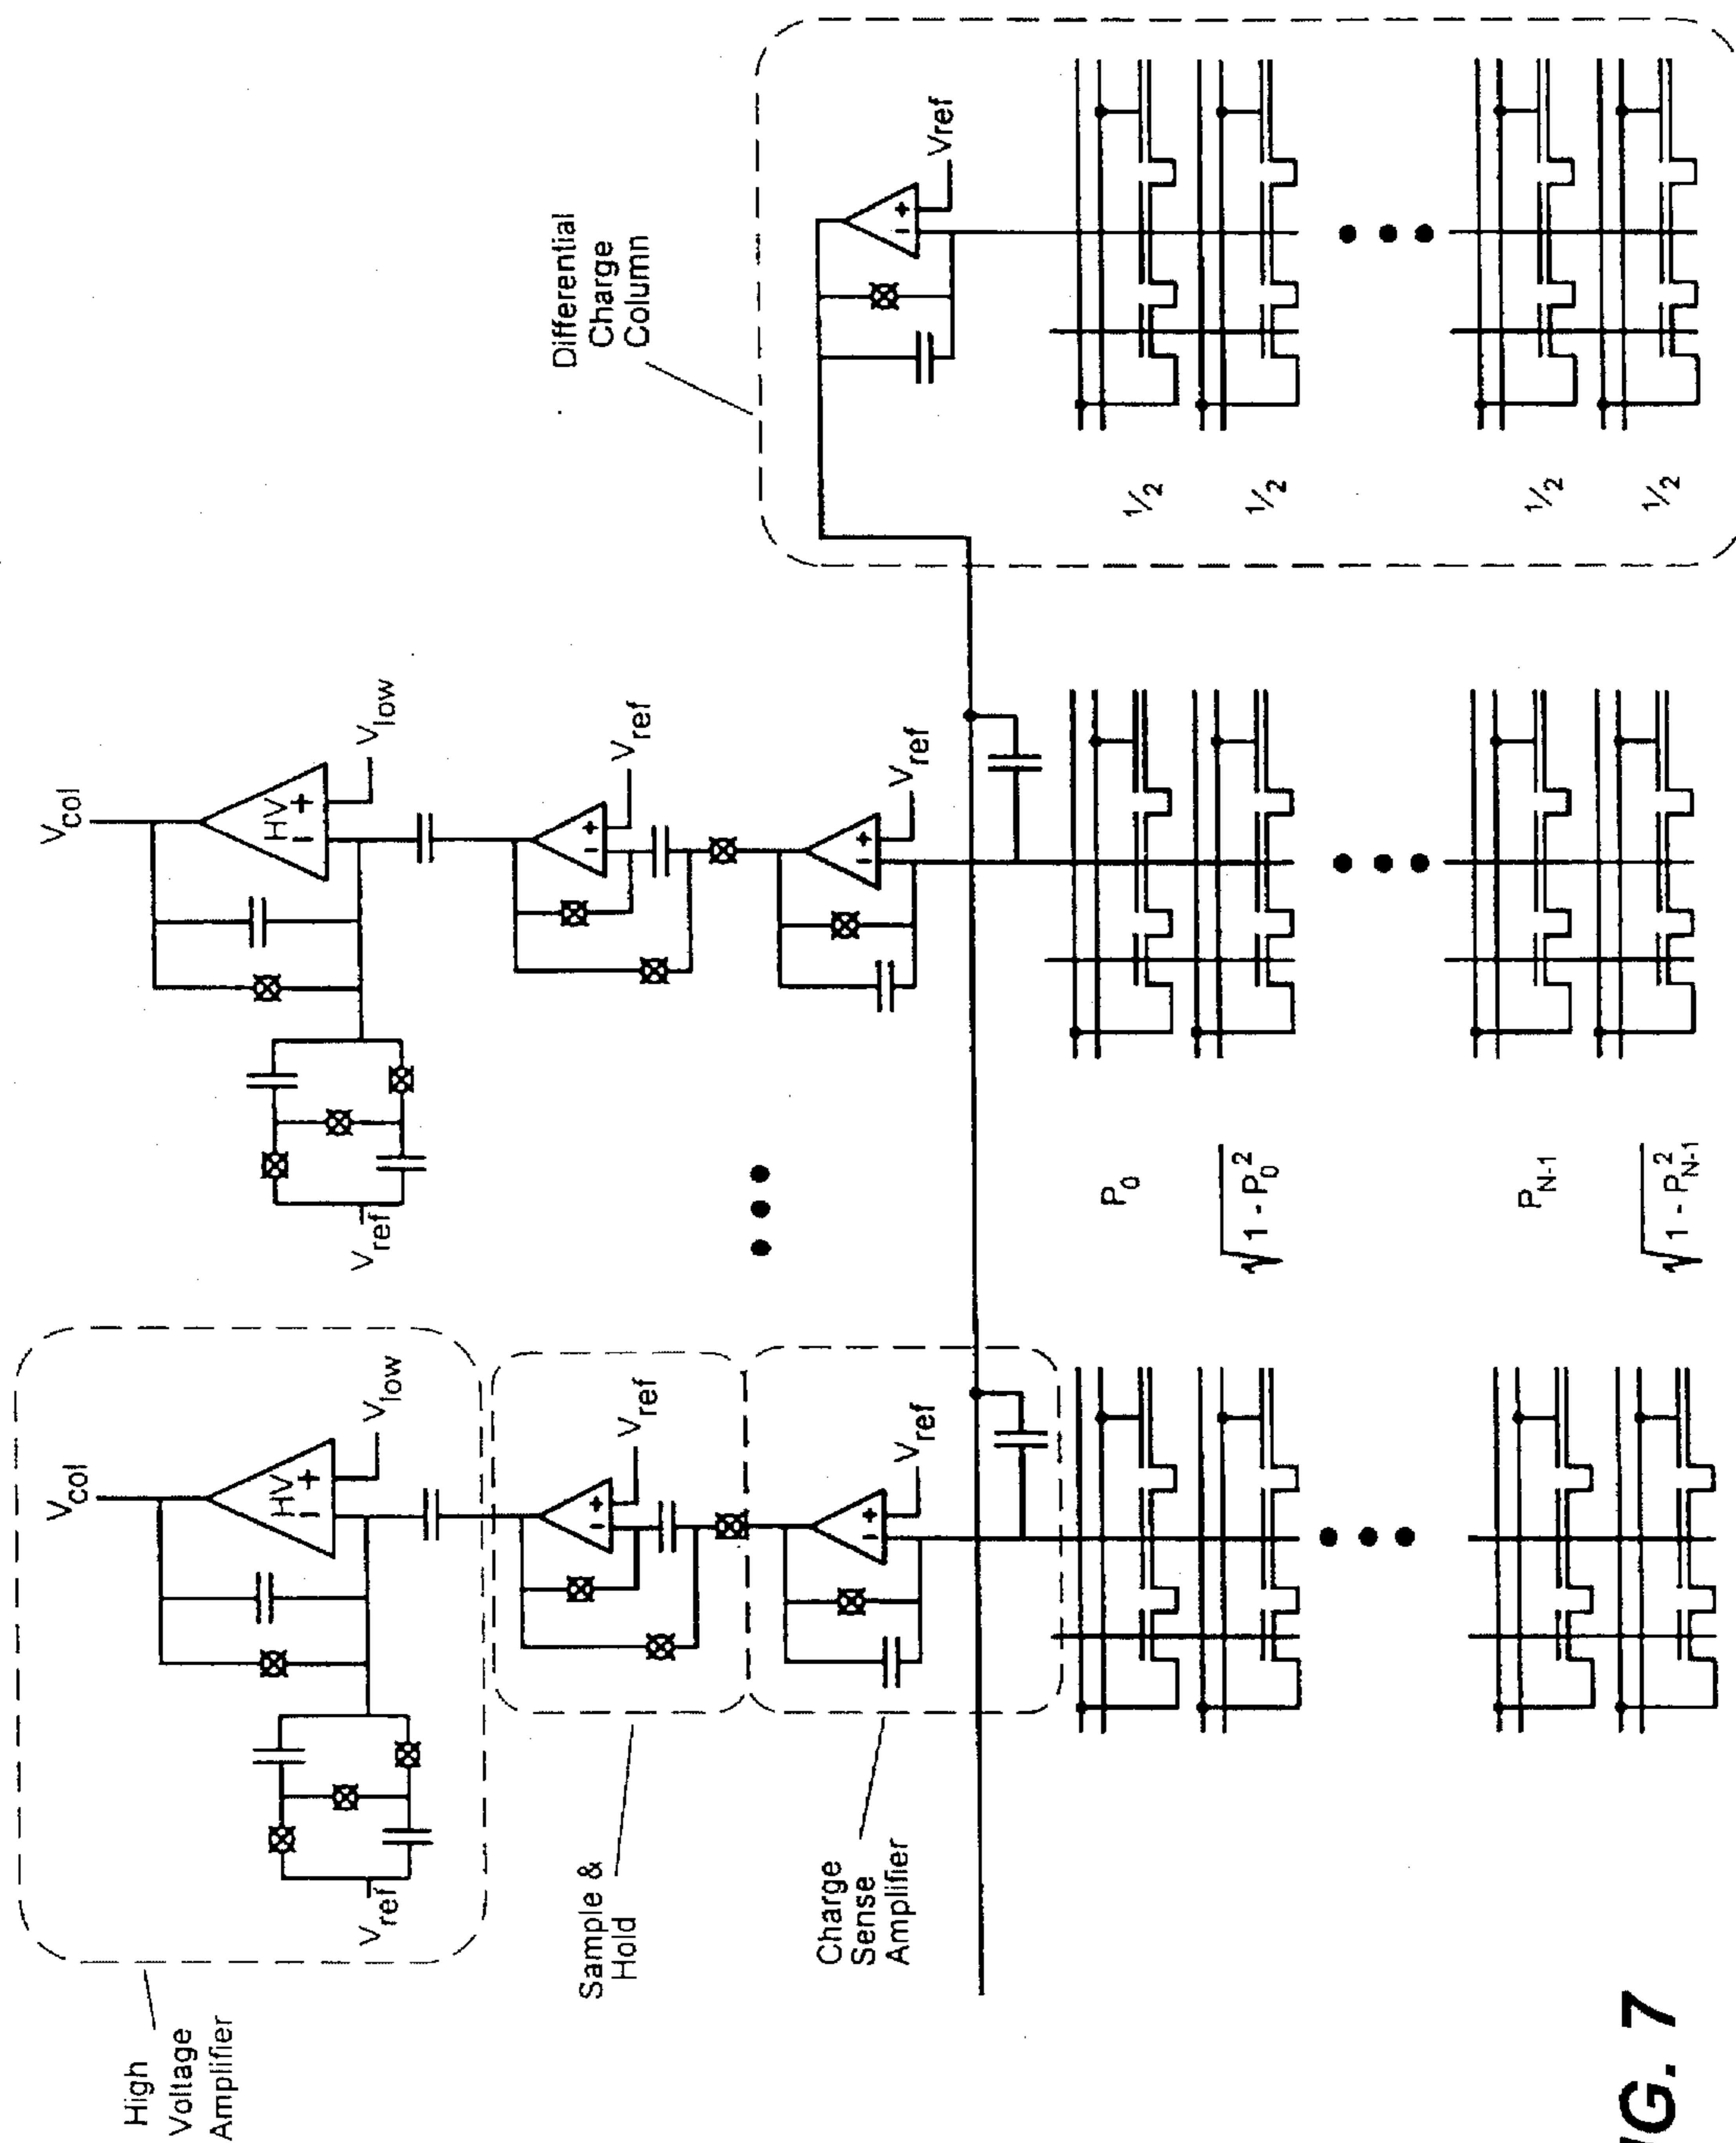 High
Voltage
Amplifier
V_col
HV
- +
V_low
V_ref
Sample &
Hold
- +
V_ref
Charge
Sense
Amplifier
- +
V_ref
V_col
HV
- +
V_low
V_ref
- +
V_ref
- +
V_ref
Differential
Charge
Column
- +
Vref
P_0
√1 - P_0^2
P_N-1
√1 - P_N-1^2
1/2
1/2
1/2
1/2
IG. 7